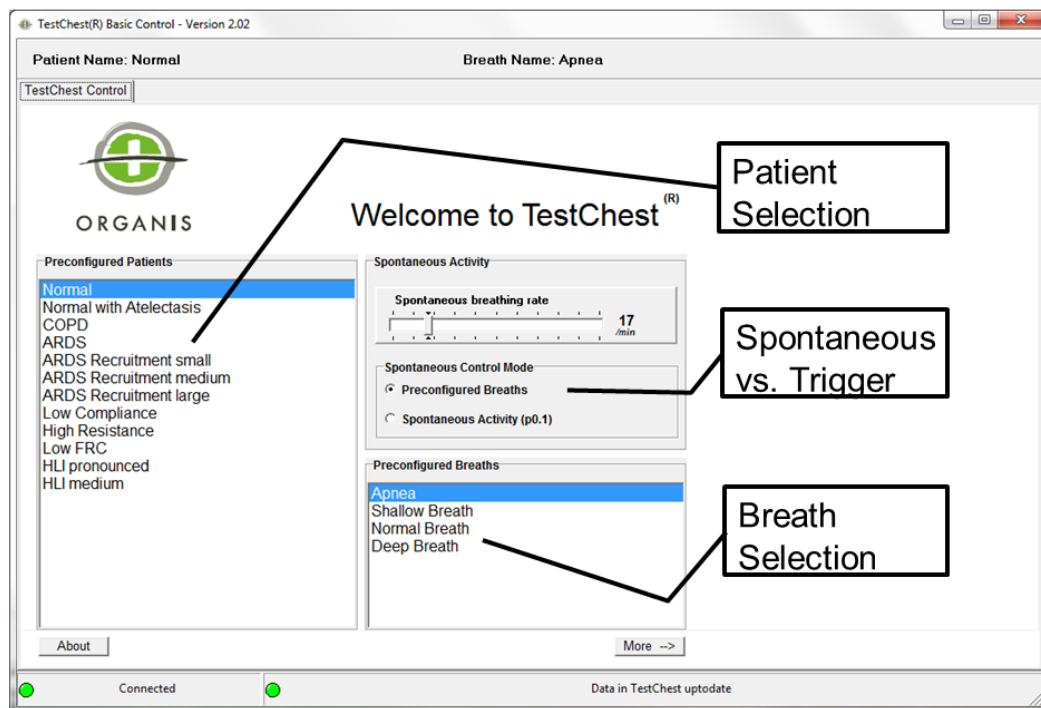 TestChest(R) Basic Control - Version 2.02
Patient Name: Normal
Breath Name: Apnea
TestChest Control
ORGANIS
Welcome to TestChest (R)
Patient
Selection
Preconfigured Patients
Normal
Normal with Atelectasis
COPD
ARDS
ARDS Recruitment small
ARDS Recruitment medium
ARDS Recruitment large
Low Compliance
High Resistance
Low FRC
HLI pronounced
HLI medium
Spontaneous Activity
Spontaneous breathing rate
17
/min
Spontaneous Control Mode
Preconfigured Breaths
Spontaneous Activity (p0.1)
Spontaneous
vs. Trigger
Preconfigured Breaths
Apnea
Shallow Breath
Normal Breath
Deep Breath
Breath
Selection
About
More -->
Connected
Data in TestChest uptodate